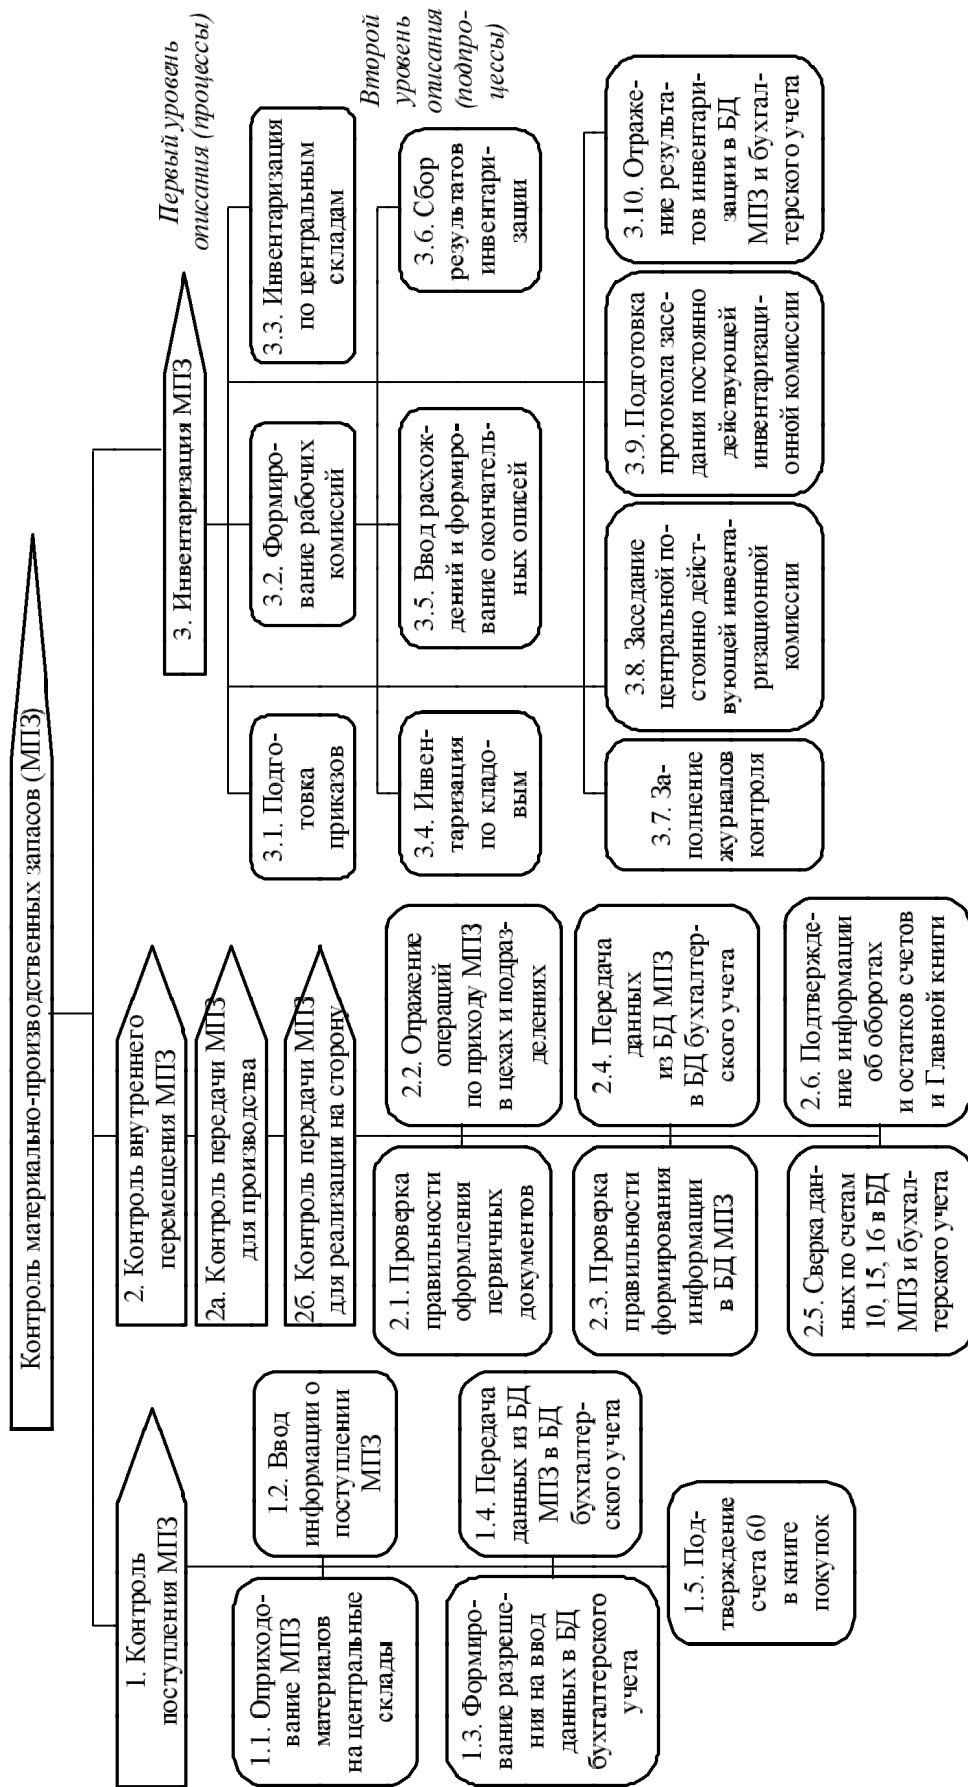 Контроль материально-производственных запасов (МПЗ)
Первый уровень
описания (процессы)
1. Контроль
поступления МПЗ
2. Контроль внутреннего
перемещения МПЗ
2а. Контроль передачи МПЗ
для производства
2б. Контроль передачи МПЗ
для реализации на сторону
3. Инвентаризация МПЗ
Второй
уровень
описания
(подпро-
цессы)
1.1. Оприходо-
вание МПЗ
материалов
на центральные
склады
1.2. Ввод
информации о
поступлении
МПЗ
1.3. Формиро-
вание разреше-
ния на ввод
данных в БД
бухгалтерского
учета
1.4. Передача
данных из БД
МПЗ в БД
бухгалтер-
ского учета
1.5. Под-
тверждение
счета 60
в книге
покупок
2.1. Проверка
правильности
оформления
первичных
документов
2.2. Отражение
операций
по приходу МПЗ
в цехах и подраз-
делениях
2.3. Проверка
правильности
формирования
информации
в БД МПЗ
2.4. Передача
данных
из БД МПЗ
в БД бухгалтер-
ского учета
2.5. Сверка дан-
ных по счетам
10, 15, 16 в БД
МПЗ и бухгал-
терского учета
2.6. Подтвержде-
ние информации
об оборотах
и остатков счетов
и Главной книги
3.1. Подго-
товка
приказов
3.2. Формиро-
вание рабочих
комиссий
3.3. Инвентаризация
по центральным
складам
3.4. Инвен-
таризация
по кладо-
вым
3.5. Ввод расхож-
дений и формиро-
вание окончатель-
ных описей
3.6. Сбор
результатов
инвентари-
зации
3.7. За-
полнение
журналов
контроля
3.8. Заседание
центральной по-
стоянно дейст-
вующей инвента-
ризационной
комиссии
3.9. Подготовка
протокола засе-
дания постоянно
действующей
инвентаризаци-
онной комиссии
3.10. Отраже-
ние результа-
тов инвентари-
зации в БД
МПЗ и бухгал-
терского учета